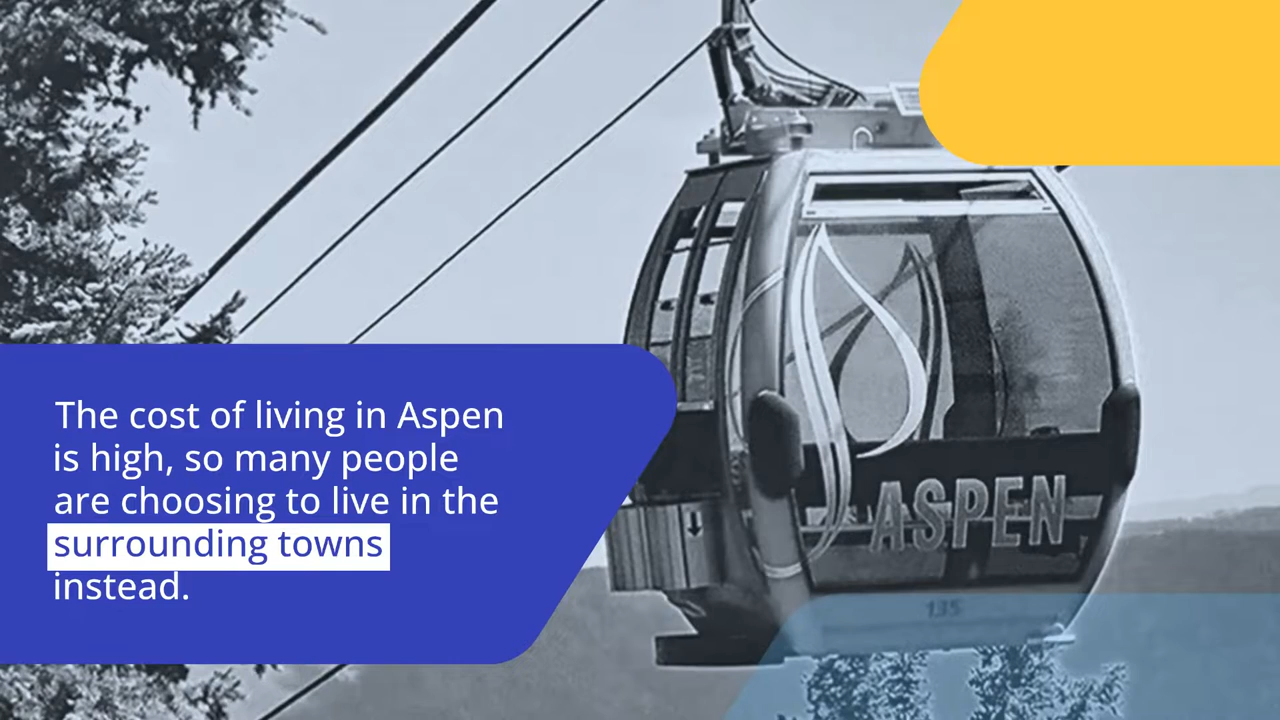 The cost of living in Aspen
is high, so many people
are choosing to live in the
surrounding towns
instead.
ASPEN
135